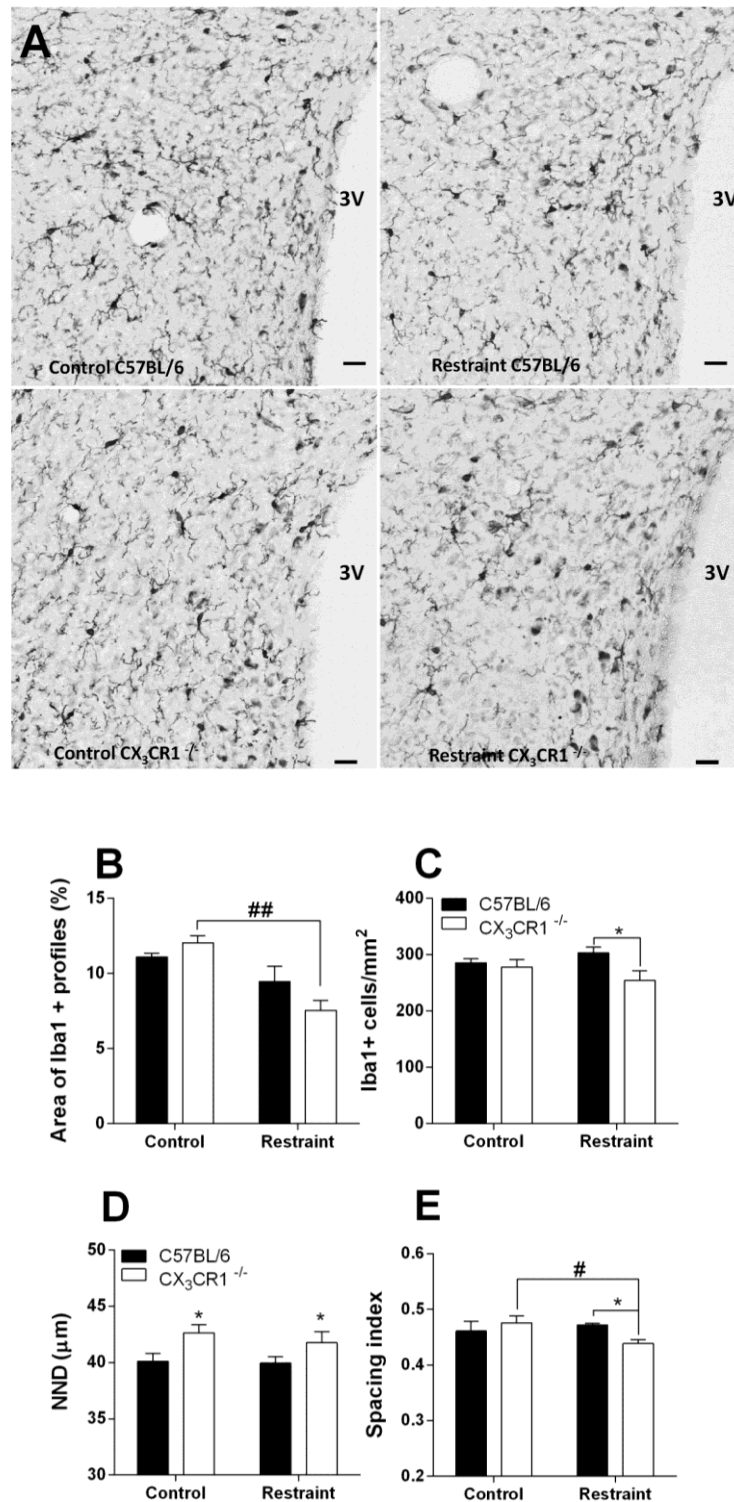 A
3V
3V
Control C57BL/6
Restraint C57BL/6
3V
3V
Control CX₃CR1 -/-
Restraint CX₃CR1 -/-
B
Area of Iba1 + profiles (%)
15
10
5
0
##
Control
Restraint
C
Iba1+ cells/mm²
400
300
200
100
0
C57BL/6
CX₃CR1 -/-
*
Control
Restraint
D
NND (μm)
50
45
40
35
30
C57BL/6
CX₃CR1 -/-
*
*
Control
Restraint
E
Spacing index
0.6
0.5
0.4
0.3
0.2
#
*
Control
Restraint